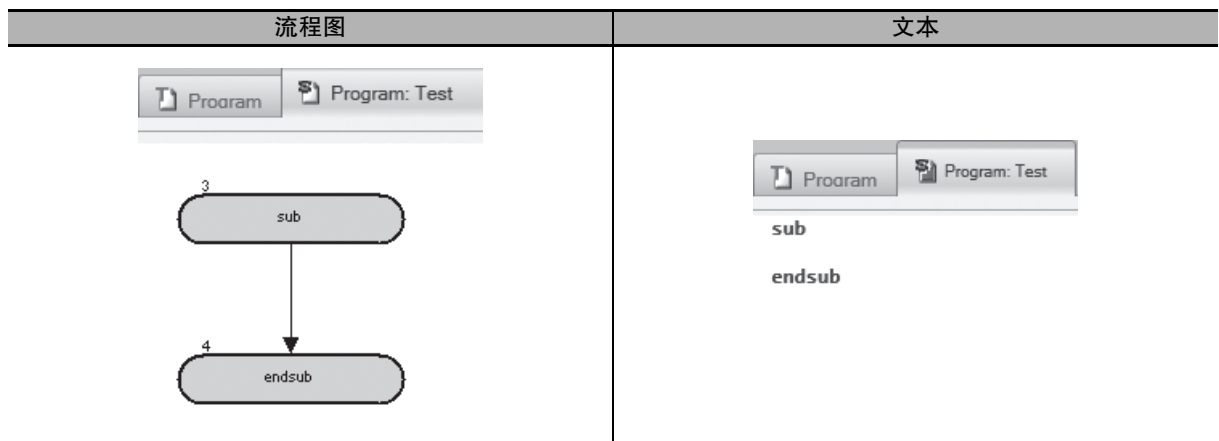 流程图
文本
Program
Program: Test
3
sub
4
endsub
Program
Program: Test
sub
endsub